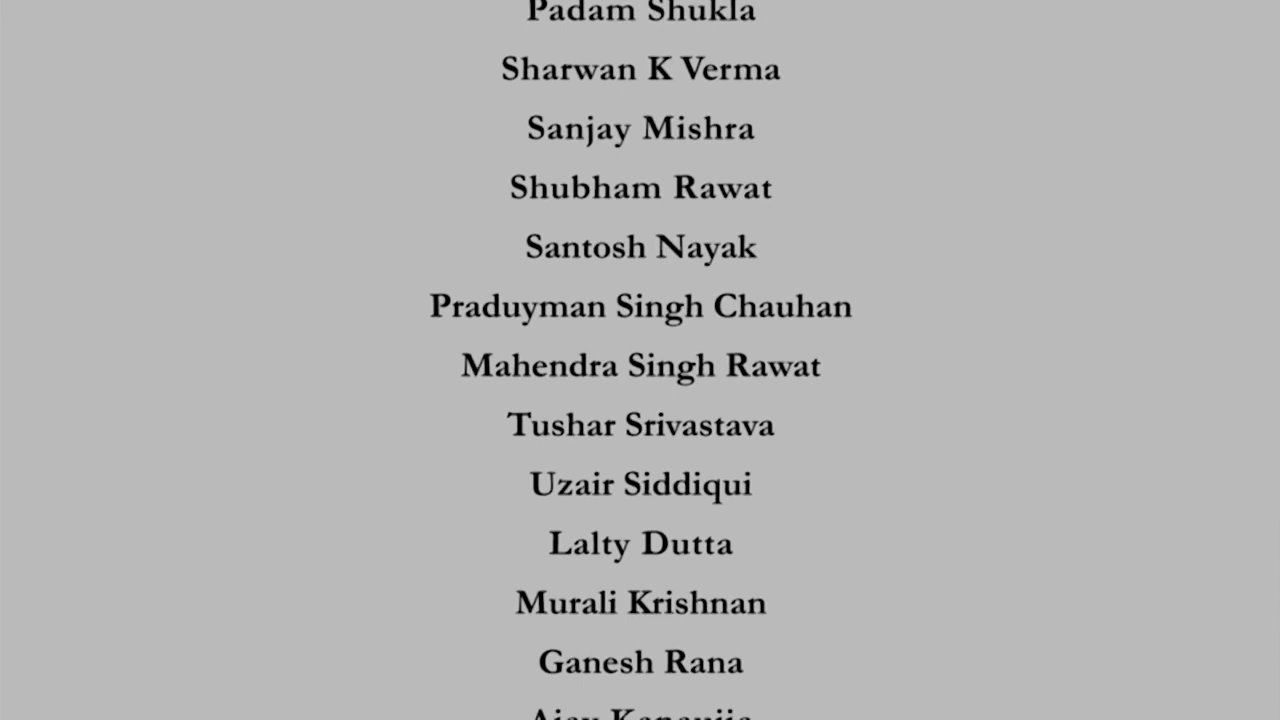 Padam Shukla
Sharwan K Verma
Sanjay Mishra
Shubham Rawat
Santosh Nayak
Praduyman Singh Chauhan
Mahendra Singh Rawat
Tushar Srivastava
Uzair Siddiqui
Lalty Dutta
Murali Krishnan
Ganesh Rana
Ajay